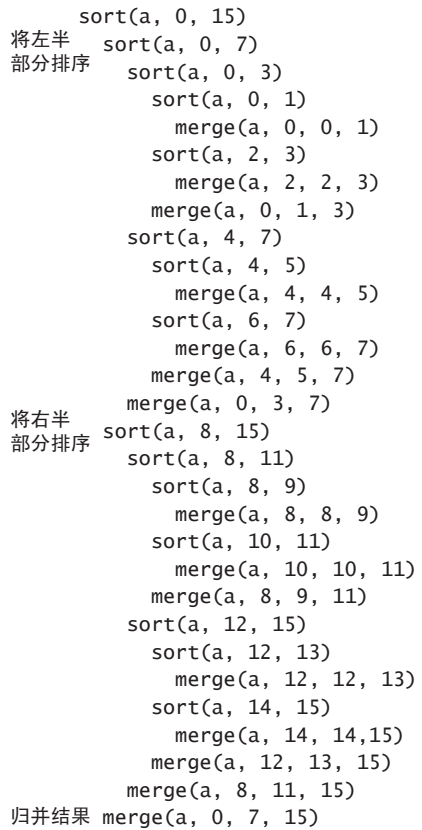 sort(a, 0, 15)
将左半
部分排序
sort(a, 0, 7)
sort(a, 0, 3)
sort(a, 0, 1)
merge(a, 0, 0, 1)
sort(a, 2, 3)
merge(a, 2, 2, 3)
merge(a, 0, 1, 3)
sort(a, 4, 7)
sort(a, 4, 5)
merge(a, 4, 4, 5)
sort(a, 6, 7)
merge(a, 6, 6, 7)
merge(a, 4, 5, 7)
merge(a, 0, 3, 7)
将右半
部分排序
sort(a, 8, 15)
sort(a, 8, 11)
sort(a, 8, 9)
merge(a, 8, 8, 9)
sort(a, 10, 11)
merge(a, 10, 10, 11)
merge(a, 8, 9, 11)
sort(a, 12, 15)
sort(a, 12, 13)
merge(a, 12, 12, 13)
sort(a, 14, 15)
merge(a, 14, 14,15)
merge(a, 12, 13, 15)
merge(a, 8, 11, 15)
归并结果 merge(a, 0, 7, 15)